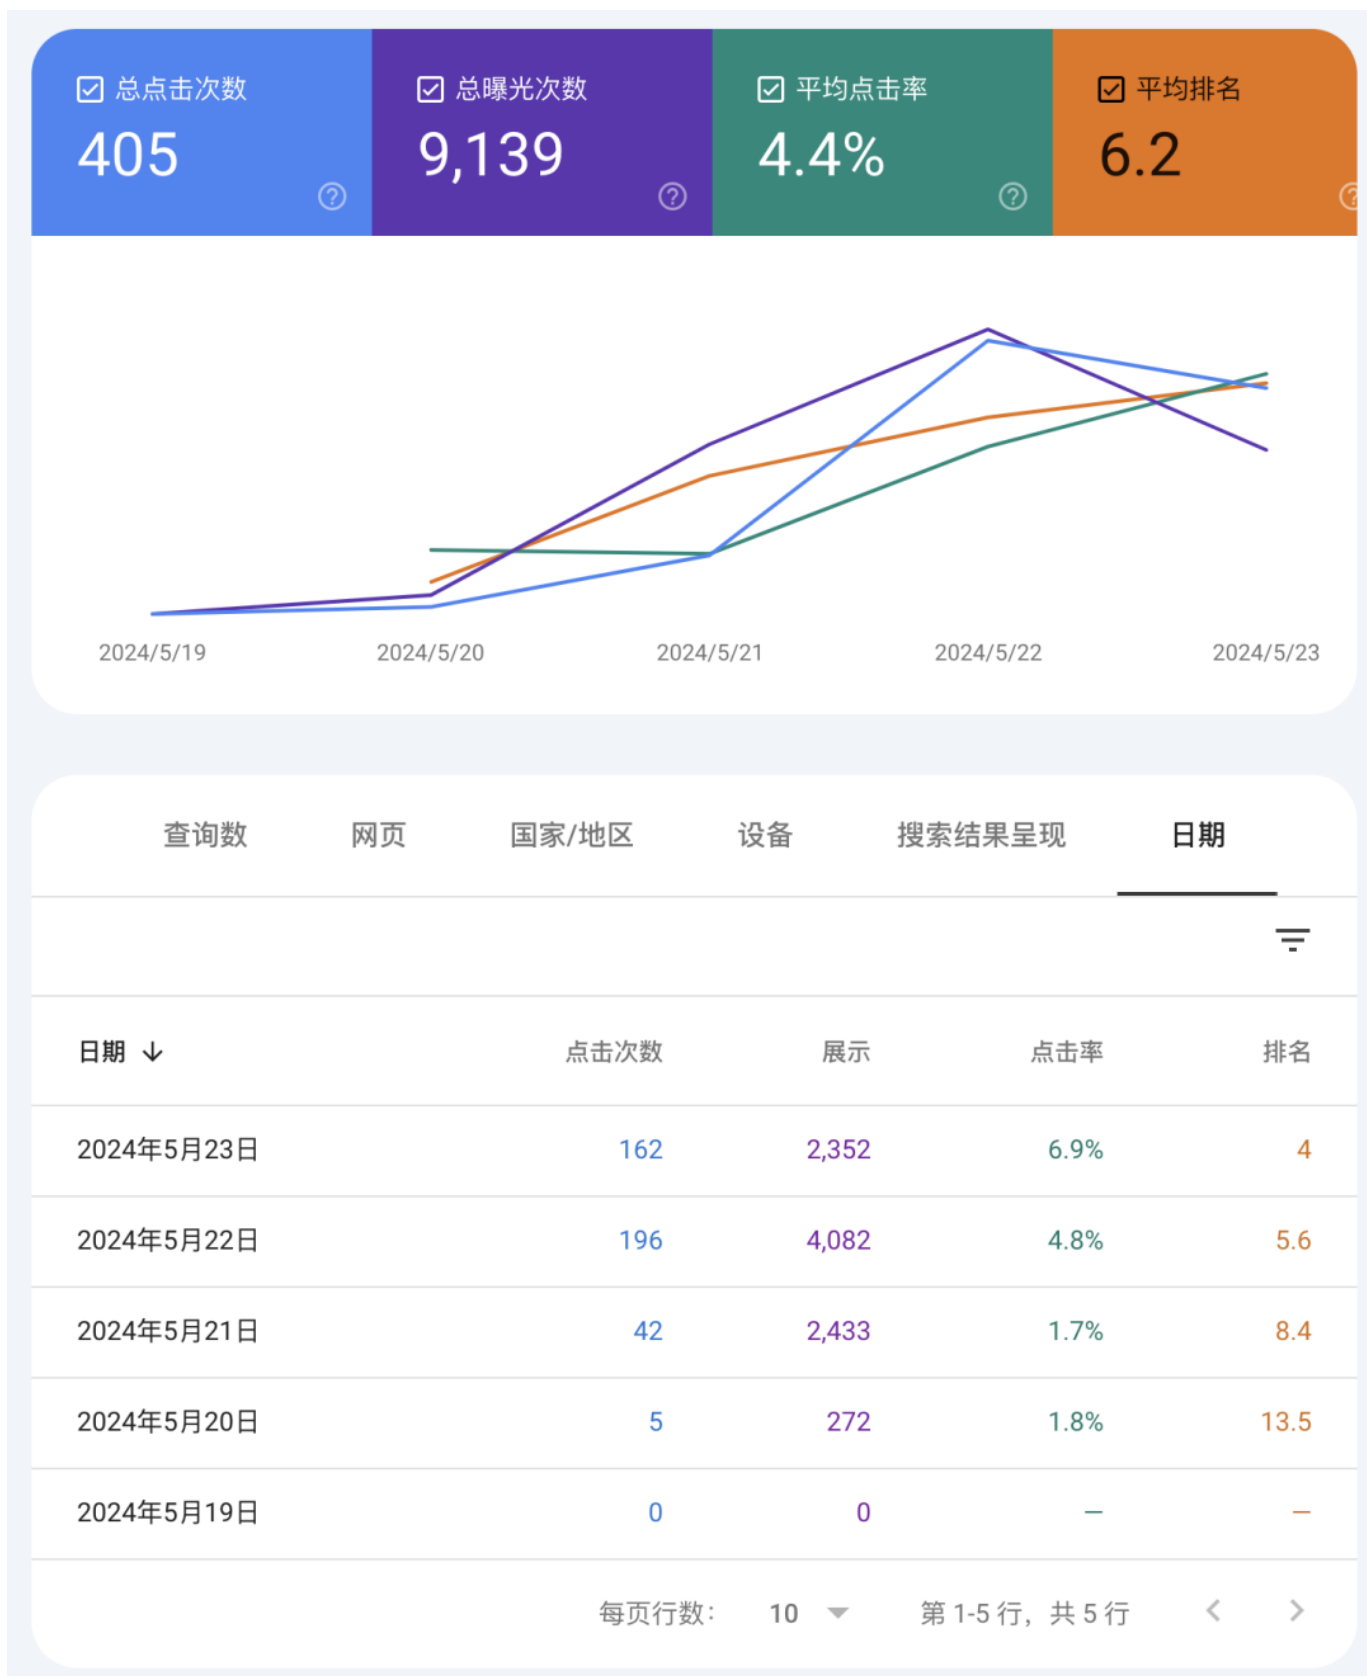 总点击次数 总曝光次数 平均点击率 平均排名
405 9,139 4.4% 6.2
2024/5/19 2024/5/20 2024/5/21 2024/5/22 2024/5/23
查询数 网页 国家/地区 设备 搜索结果呈现 日期
日期 点击次数 展示 点击率 排名
2024年5月23日 162 2,352 6.9% 4
2024年5月22日 196 4,082 4.8% 5.6
2024年5月21日 42 2,433 1.7% 8.4
2024年5月20日 5 272 1.8% 13.5
2024年5月19日 0 0 — —
每页行数： 10 第 1-5 行，共 5 行